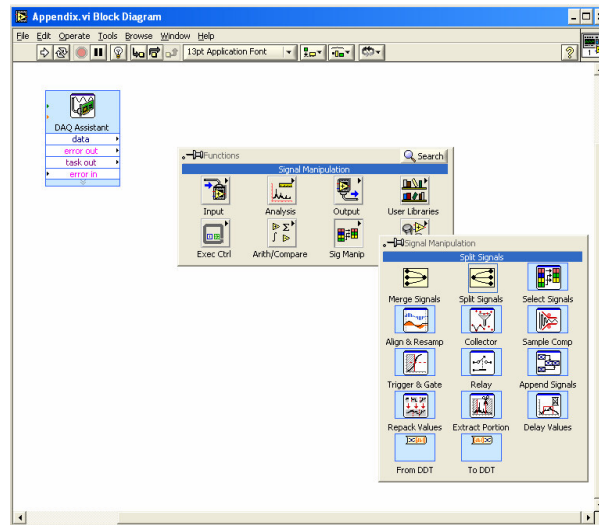 Appendix.vi Block Diagram
File Edit Operate Tools Browse Window Help
13pt Application Font
?
1
DAQ Assistant
data
error out
task out
error in
Functions
Search
Signal Manipulation
Input Analysis Output User Libraries
Exec Ctrl Arith/Compare Sig Manip
Signal Manipulation
Split Signals
Merge Signals Split Signals Select Signals
Align & Resamp Collector Sample Comp
Trigger & Gate Relay Append Signals
Repack Values Extract Portion Delay Values
From DDT To DDT